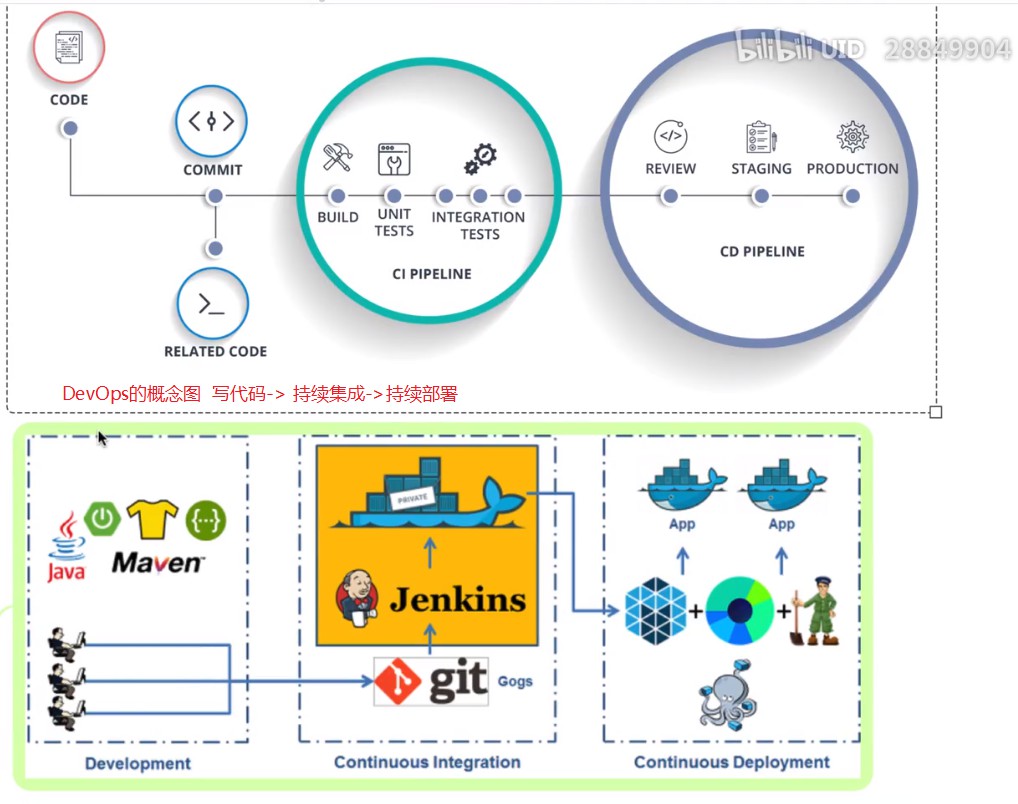 bilibili UID 28849904
CODE
COMMIT
RELATED CODE
BUILD
UNIT
TESTS
INTEGRATION
TESTS
CI PIPELINE
REVIEW
STAGING
PRODUCTION
CD PIPELINE
DevOps的概念图 写代码-> 持续集成->持续部署
Java
Maven™
Development
PRIVATE
Jenkins
git
Gogs
Continuous Integration
App
App
+
+
Continuous Deployment